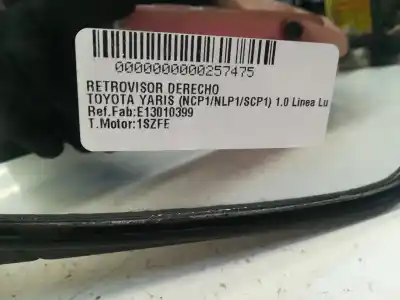 0000000000257475
RETROVISOR DERECHO
TOYOTA YARIS (NCP1/NLP1/SCP1) 1.0 Linea Lu
Ref.Fab:E13010399
T.Motor:1SZFE